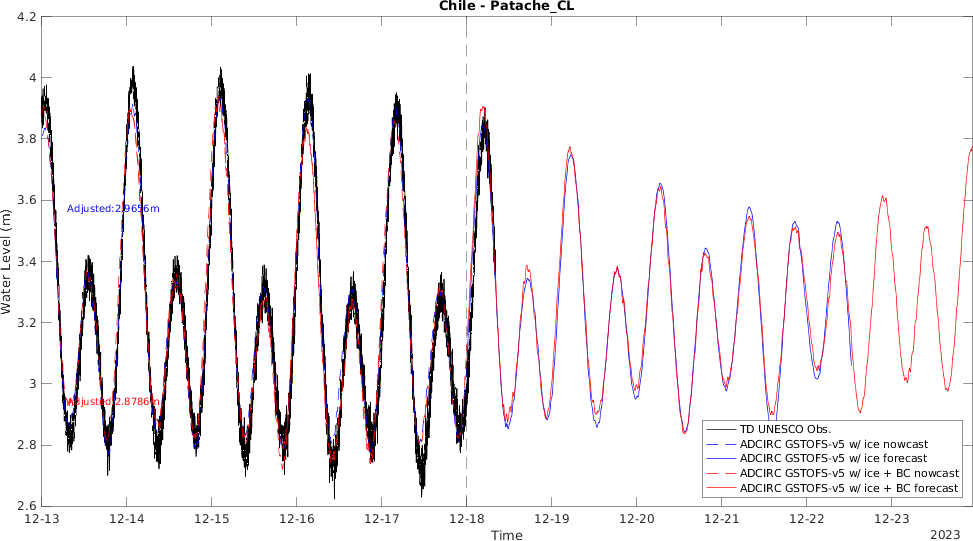 Chile - Patache_CL
4.2
4
3.8
3.6
3.4
3.2
3
2.8
2.6
Water Level (m)
Adjusted:2.9656m
Adjusted:2.8786m
TD UNESCO Obs.
ADCIRC GSTOFS-v5 w/ ice nowcast
ADCIRC GSTOFS-v5 w/ ice forecast
ADCIRC GSTOFS-v5 w/ ice + BC nowcast
ADCIRC GSTOFS-v5 w/ ice + BC forecast
12-13 12-14 12-15 12-16 12-17 12-18 12-19 12-20 12-21 12-22 12-23
Time
2023